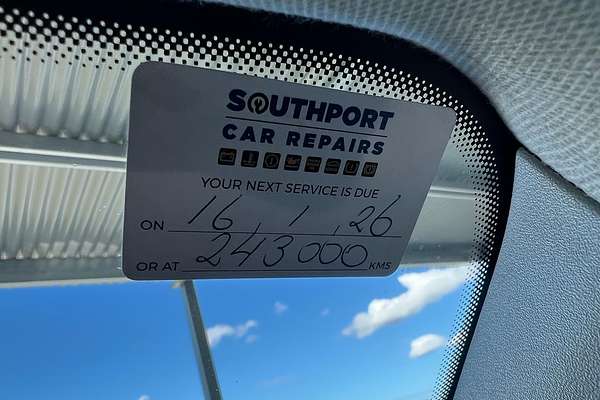 SOUTHPORT
CAR REPAIRS
YOUR NEXT SERVICE IS DUE
ON 16, 1, 26
OR AT 243 000 KMS